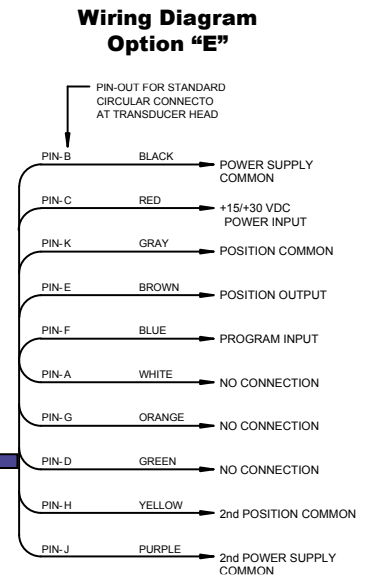 Wiring Diagram
Option “E”
PIN-OUT FOR STANDARD
CIRCULAR CONNECTO
AT TRANSDUCER HEAD
PIN-B BLACK POWER SUPPLY
COMMON
PIN-C RED +15/+30 VDC
POWER INPUT
PIN-K GRAY POSITION COMMON
PIN-E BROWN POSITION OUTPUT
PIN-F BLUE PROGRAM INPUT
PIN-A WHITE NO CONNECTION
PIN-G ORANGE NO CONNECTION
PIN-D GREEN NO CONNECTION
PIN-H YELLOW 2nd POSITION COMMON
PIN-J PURPLE 2nd POWER SUPPLY
COMMON